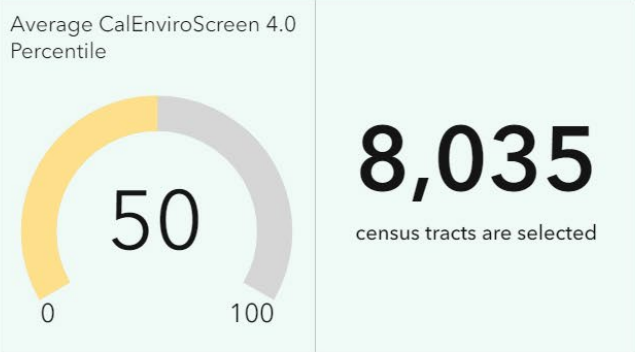 Average CalEnviroScreen 4.0
Percentile
50
0
100
8,035
census tracts are selected